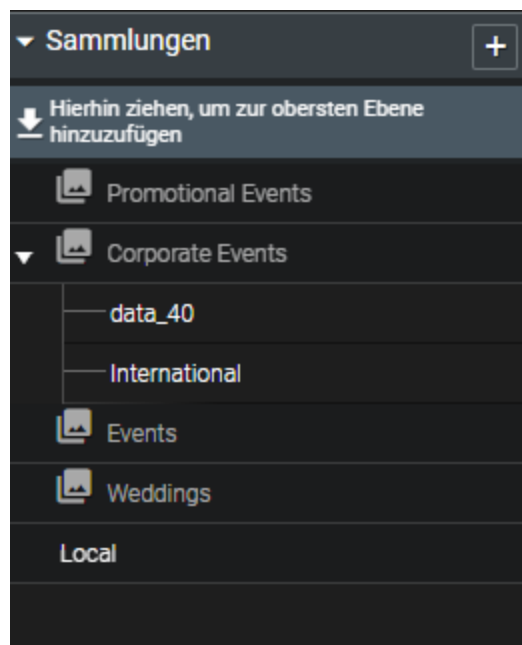 Sammlungen
Hierhin ziehen, um zur obersten Ebene
hinzuzufügen
Promotional Events
Corporate Events
data_40
International
Events
Weddings
Local